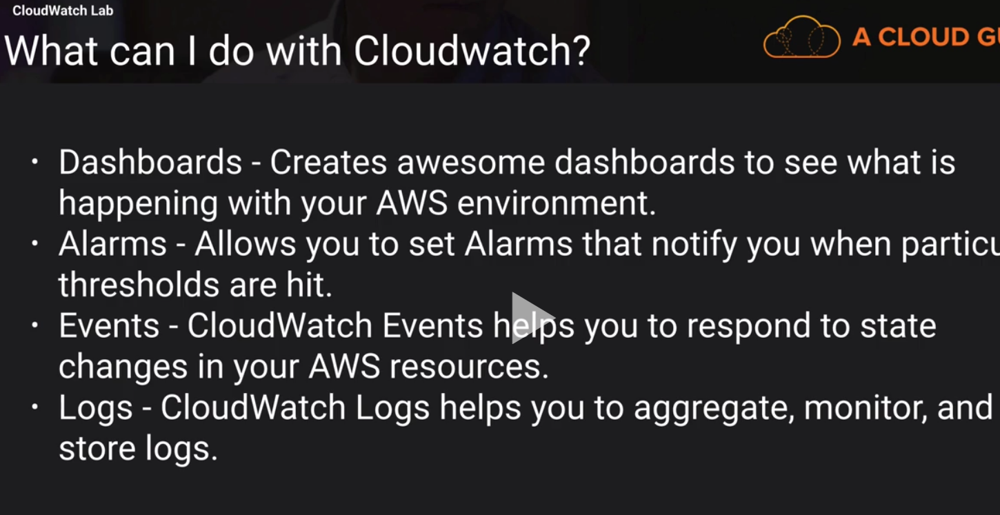 CloudWatch Lab
What can I do with Cloudwatch?
A CLOUD
• Dashboards - Creates awesome dashboards to see what is
happening with your AWS environment.
• Alarms - Allows you to set Alarms that notify you when
thresholds are hit.
• Events - CloudWatch Events helps you to respond to state
changes in your AWS resources.
• Logs - CloudWatch Logs helps you to aggregate, monitor, and
store logs.